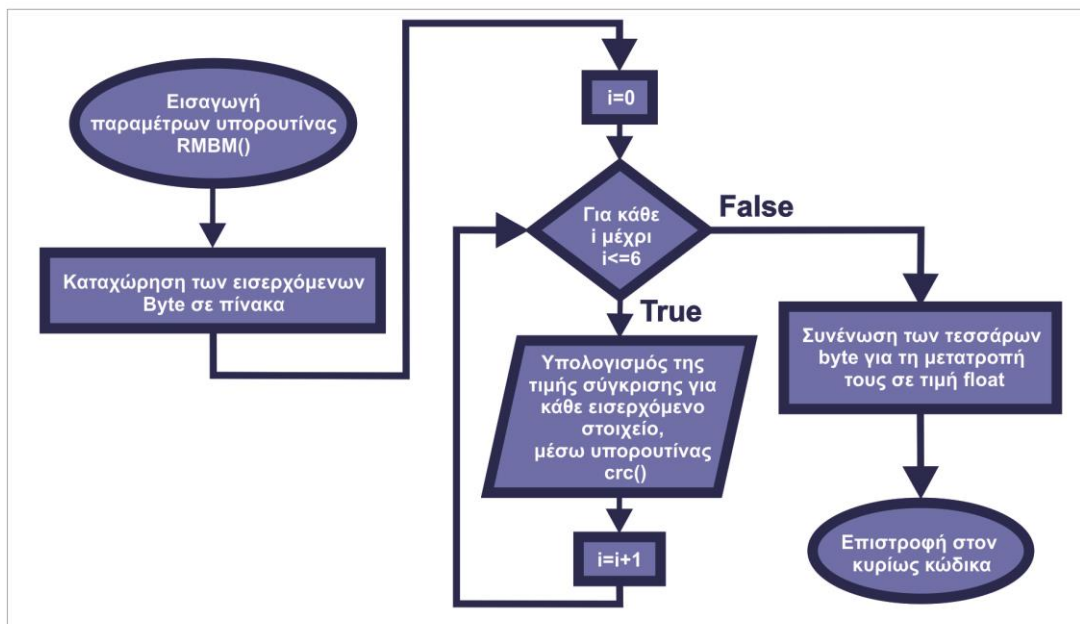 Εισαγωγή
παραμέτρων υπορουτίνας
RMBM()
Καταχώρηση των εισερχόμενων
Byte σε πίνακα
i=0
Για κάθε
i μέχρι
i<=6
False
True
Υπολογισμός της
τιμής σύγκρισης για
κάθε εισερχόμενο
στοιχείο,
μέσω υπορουτίνας
crc()
i=i+1
Συνένωση των τεσσάρων
byte για τη μετατροπή
τους σε τιμή float
Επιστροφή στον
κυρίως κώδικα